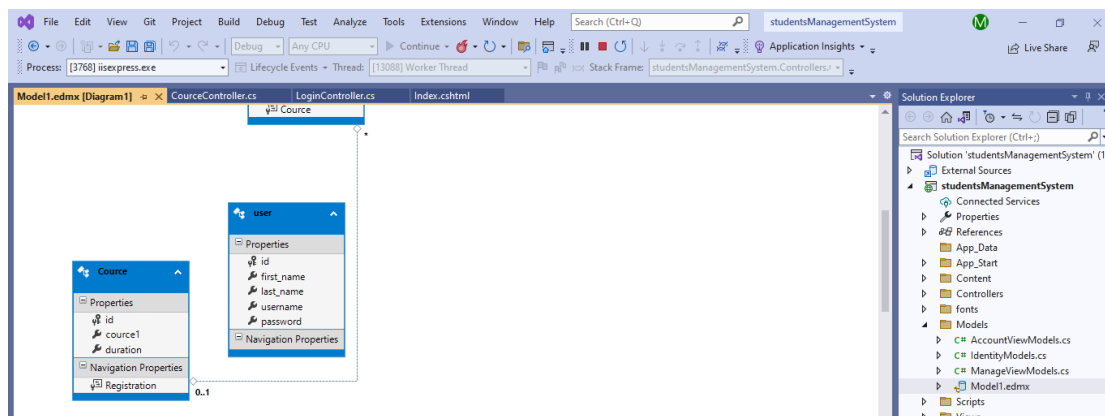 File Edit View Git Project Build Debug Test Analyze Tools Extensions Window Help Search (Ctrl+Q) studentsManagementSystem M
Debug Any CPU Continue Application Insights Live Share
Process: [3768] iisexpress.exe Lifecycle Events Thread: [13088] Worker Thread Stack Frame: studentsManagementSystem.Controllers.
Model1.edmx [Diagram1] CourceController.cs LoginController.cs Index.cshtml
Cource
*
user
Properties
id
first_name
last_name
username
password
Navigation Properties
Cource
Properties
id
cource1
duration
Navigation Properties
Registration
0..1
Solution Explorer
Search Solution Explorer (Ctrl+;)
Solution 'studentsManagementSystem' (1
External Sources
studentsManagementSystem
Connected Services
Properties
References
App_Data
App_Start
Content
Controllers
fonts
Models
C# AccountViewModels.cs
C# IdentityModels.cs
C# ManageViewModels.cs
Model1.edmx
Scripts